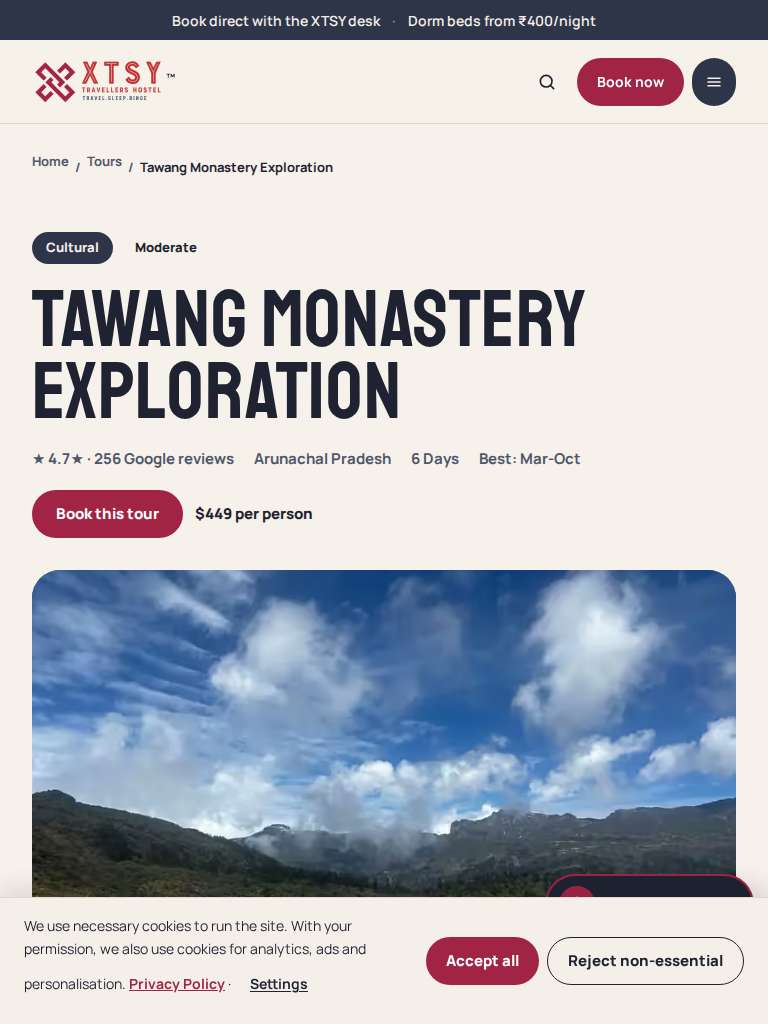 Book direct with the XTSY desk · Dorm beds from ₹400/night
XTSY ™
TRAVELLERS HOSTEL
TRAVEL.SLEEP.BINGE
Book now
Home / Tours / Tawang Monastery Exploration
Cultural Moderate
TAWANG MONASTERY
EXPLORATION
★ 4.7★ · 256 Google reviews Arunachal Pradesh 6 Days Best: Mar-Oct
Book this tour $449 per person
We use necessary cookies to run the site. With your
permission, we also use cookies for analytics, ads and
personalisation. Privacy Policy · Settings
Accept all Reject non-essential